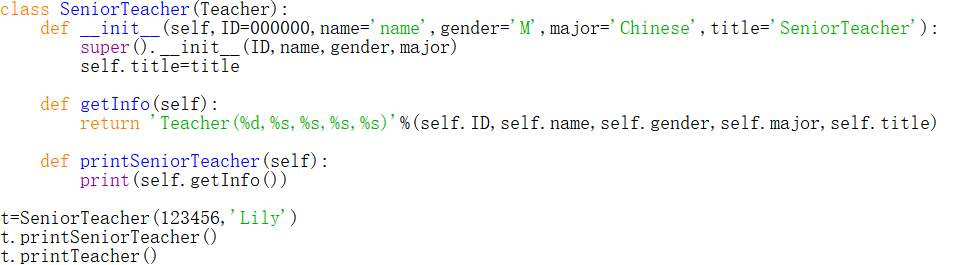 class SeniorTeacher(Teacher):
    def __init__(self,ID=000000,name='name',gender='M',major='Chinese',title='SeniorTeacher'):
        super().__init__(ID,name,gender,major)
        self.title=title
    def getInfo(self):
        return 'Teacher(%d,%s,%s,%s,%s)'%(self.ID,self.name,self.gender,self.major,self.title)
    def printSeniorTeacher(self):
        print(self.getInfo())
t=SeniorTeacher(123456,'Lily')
t.printSeniorTeacher()
t.printTeacher()